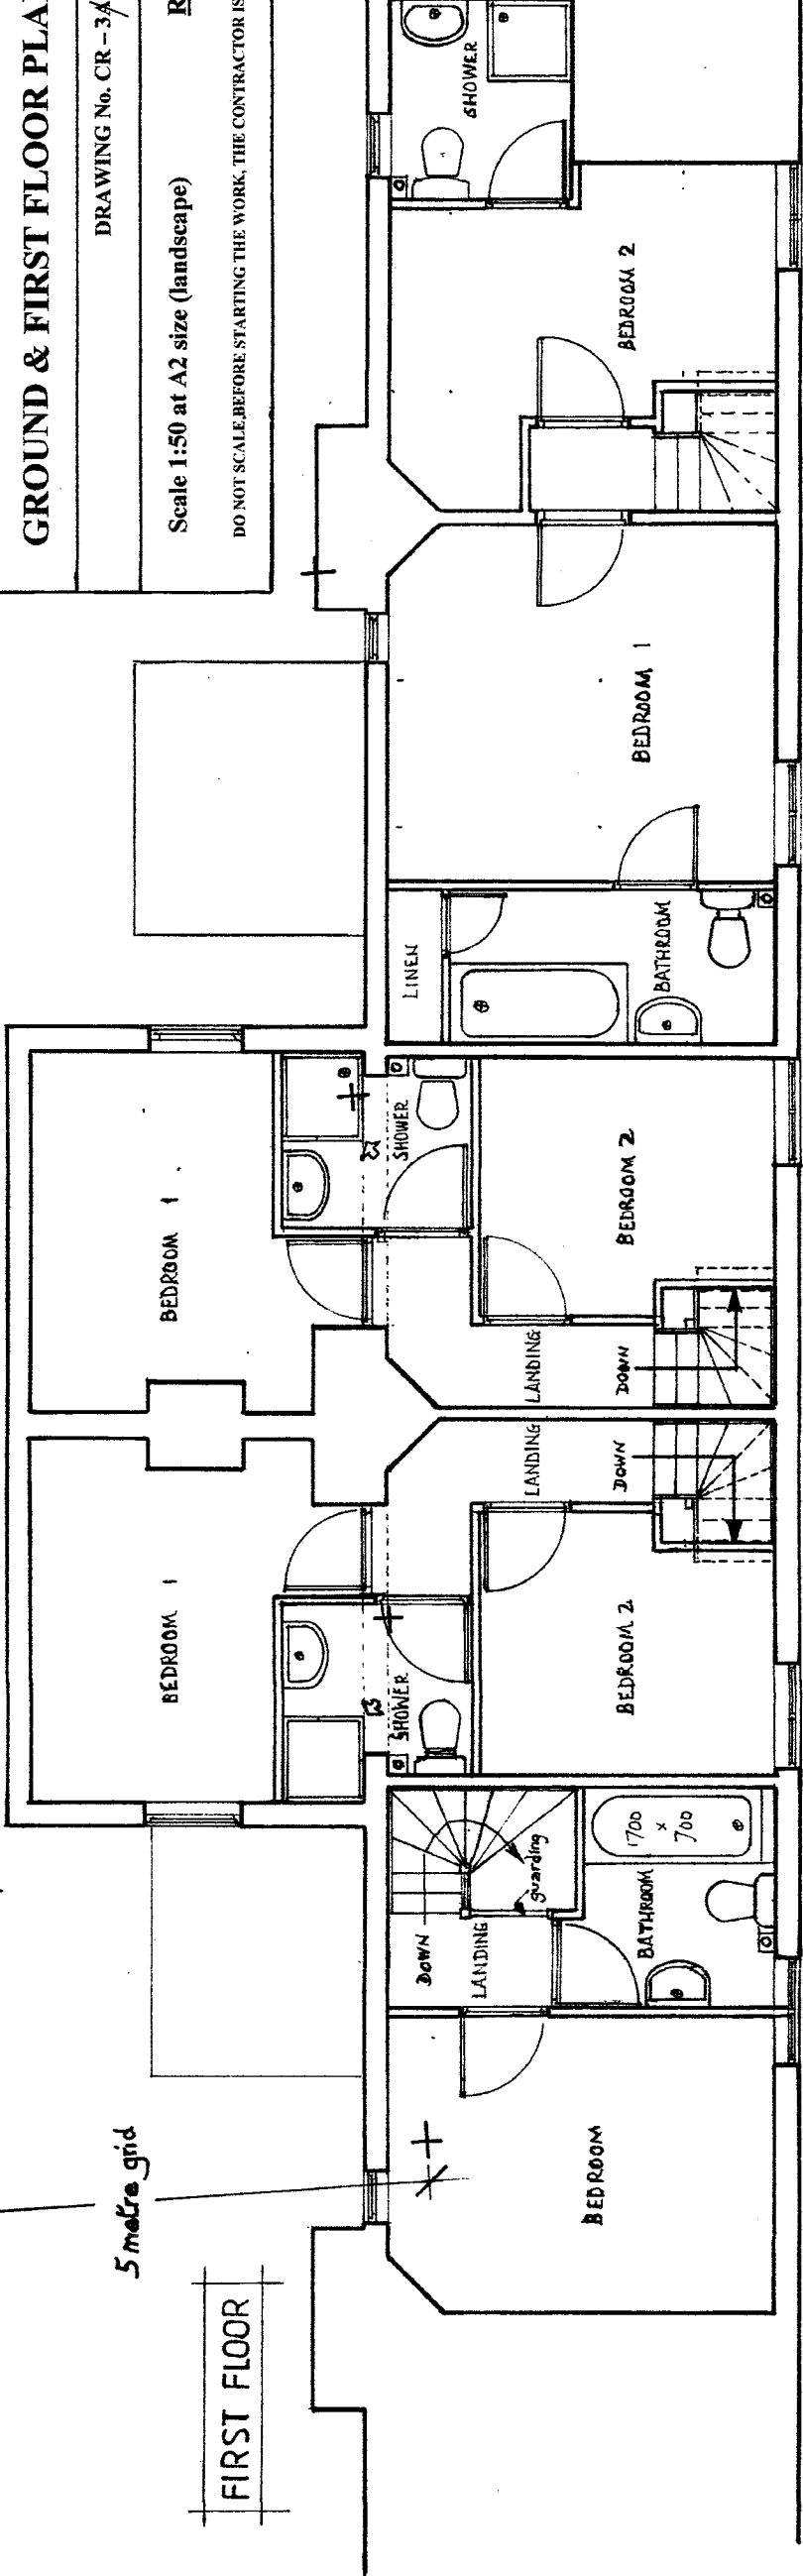 GROUND & FIRST FLOOR PLA
DRAWING No. CR – 3A/
Scale 1:50 at A2 size (landscape)
R
DO NOT SCALE, BEFORE STARTING THE WORK, THE CONTRACTOR IS
FIRST FLOOR
5 metre grid
BEDROOM
DOWN
LANDING
guarding
BATHROOM
1700
x
700
BEDROOM 1
SHOWER
BEDROOM 2
LANDING
DOWN
BEDROOM 1
SHOWER
BEDROOM 2
LANDING
DOWN
LINEN
BATHROOM
BEDROOM 1
BEDROOM 2
SHOWER